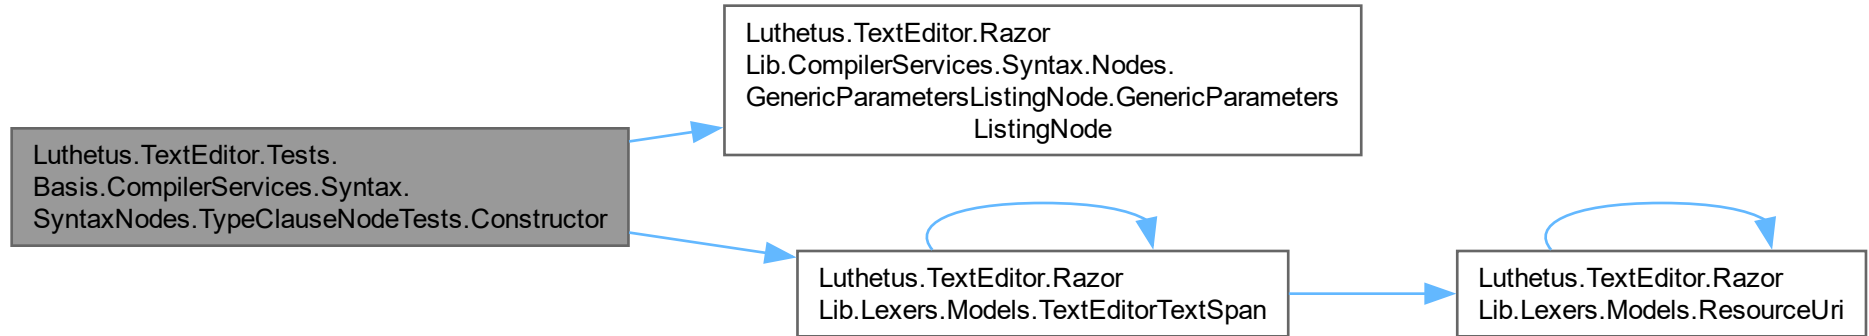 Luthetus.TextEditor.Tests.
Basis.CompilerServices.Syntax.
SyntaxNodes.TypeClauseNodeTests.Constructor
Luthetus.TextEditor.Razor
Lib.CompilerServices.Syntax.Nodes.
GenericParametersListingNode.GenericParameters
ListingNode
Luthetus.TextEditor.Razor
Lib.Lexers.Models.TextEditorTextSpan
Luthetus.TextEditor.Razor
Lib.Lexers.Models.ResourceUri